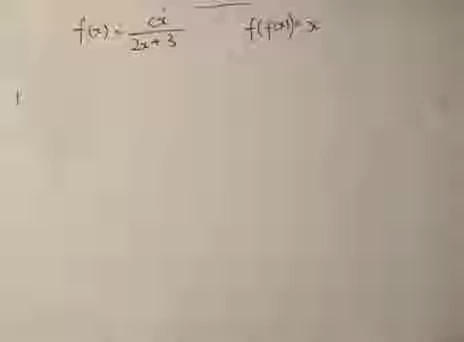 f(x) = cx / 2x + 3    f(f(x)) = x